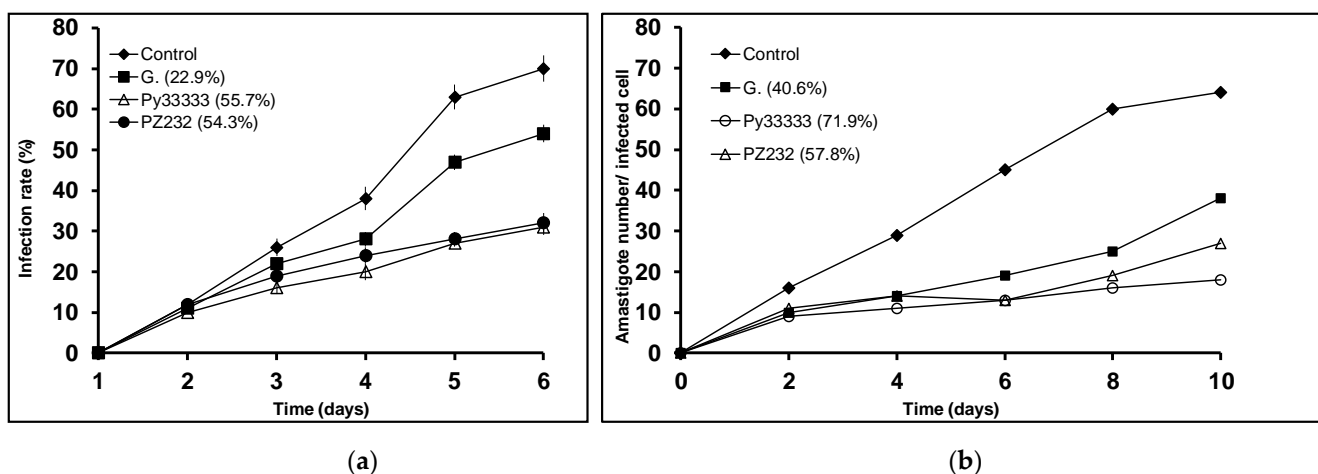 80
70
60
50
40
30
20
10
0
Infection rate (%)
Control
G. (22.9%)
Py33333 (55.7%)
PZ232 (54.3%)
1 2 3 4 5 6
Time (days)
(a)
80
70
60
50
40
30
20
10
0
Amastigote number/ infected cell
Control
G. (40.6%)
Py33333 (71.9%)
PZ232 (57.8%)
0 2 4 6 8 10
Time (days)
(b)